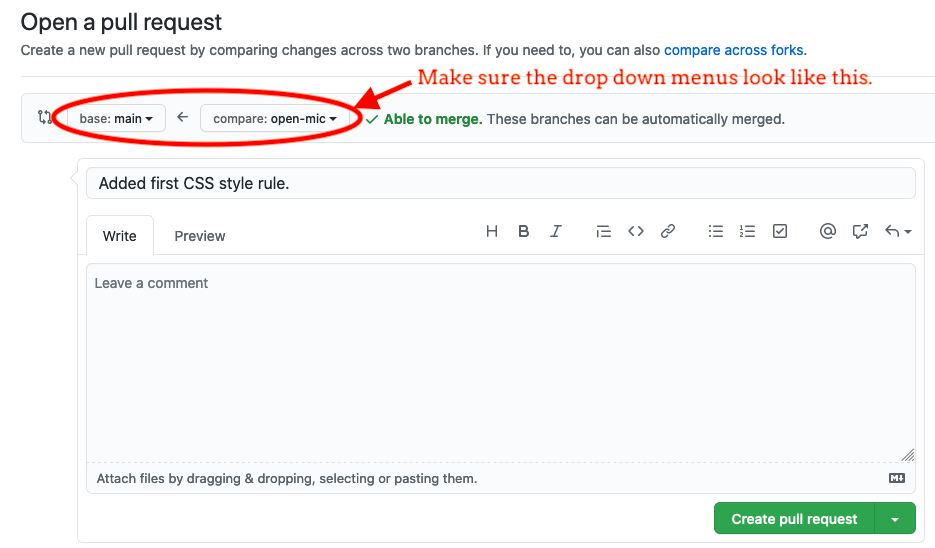 Open a pull request
Create a new pull request by comparing changes across two branches. If you need to, you can also compare across forks.
Make sure the drop down menus look like this.
base: main
compare: open-mic
Able to merge. These branches can be automatically merged.
Added first CSS style rule.
Write Preview
Leave a comment
Attach files by dragging & dropping, selecting or pasting them.
Create pull request